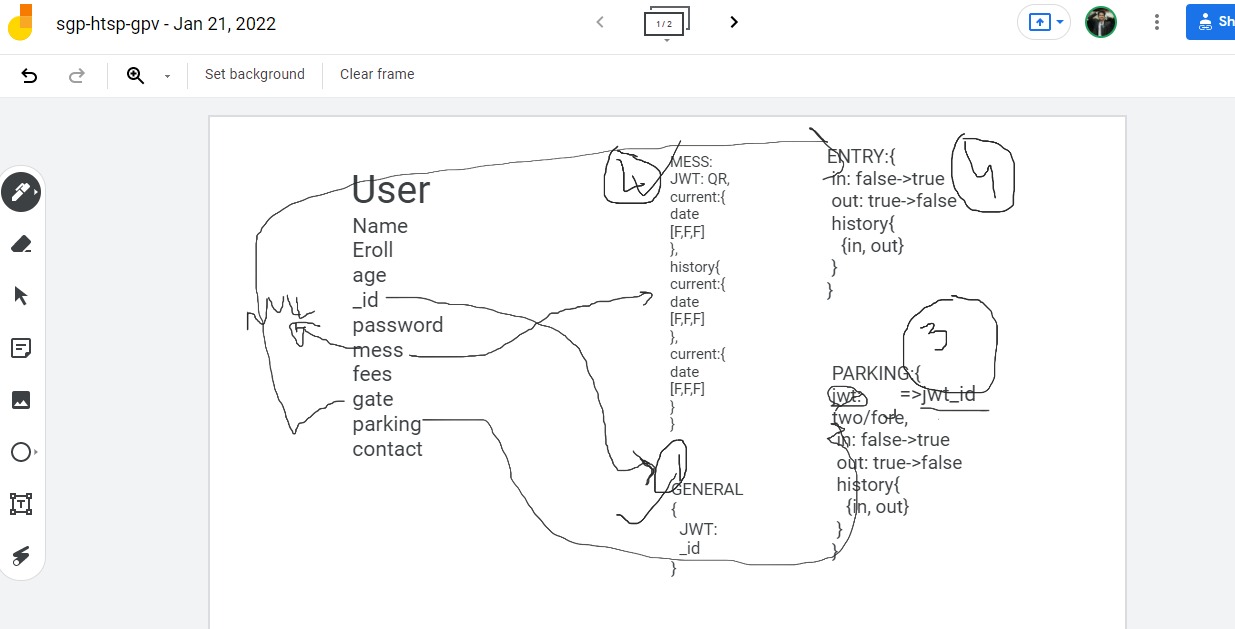 sgp-htsp-gpv - Jan 21, 2022
1 / 2
Sh
Set background
Clear frame
User
Name
Eroll
age
_id
password
mess
fees
gate
parking
contact
4
MESS:
JWT: QR,
current:{
date
[F,F,F]
},
history{
current:{
date
[F,F,F]
},
current:{
date
[F,F,F]
}
}
1
GENERAL
{
JWT:
_id
}
ENTRY:{
in: false->true
out: true->false
history{
{in, out}
}
}
3
PARKING:{
jwt: =>jwt_id
two/fore,
in: false->true
out: true->false
history{
{in, out}
}
}